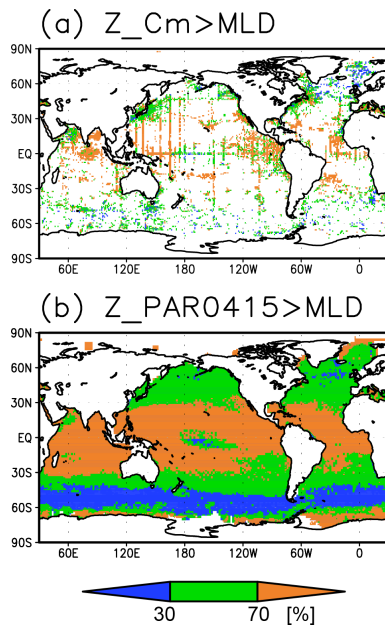 (a) Z_Cm>MLD
90N
60N
30N
EQ
30S
60S
90S
60E 120E 180 120W 60W 0
(b) Z_PAR0415>MLD
90N
60N
30N
EQ
30S
60S
90S
60E 120E 180 120W 60W 0
30 70 [%]